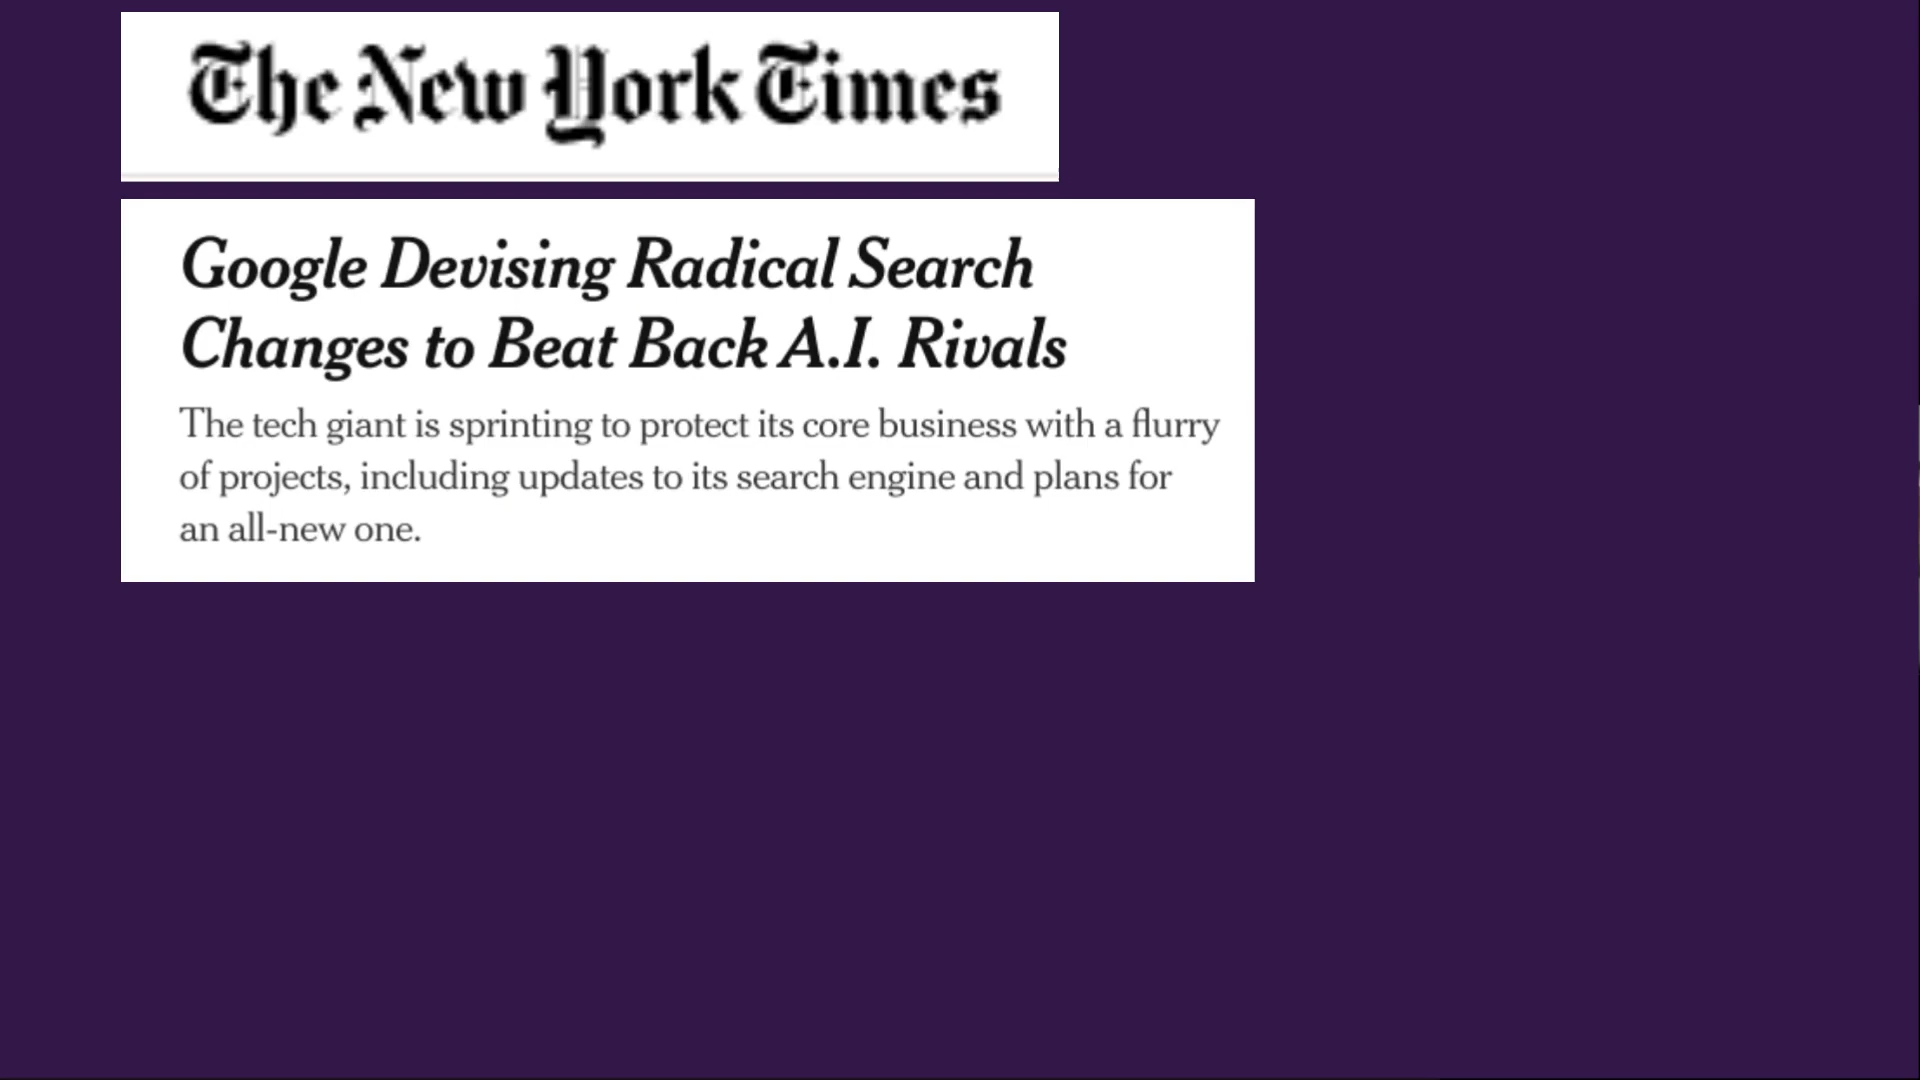 The New York Times
Google Devising Radical Search
Changes to Beat Back A.I. Rivals
The tech giant is sprinting to protect its core business with a flurry
of projects, including updates to its search engine and plans for
an all-new one.